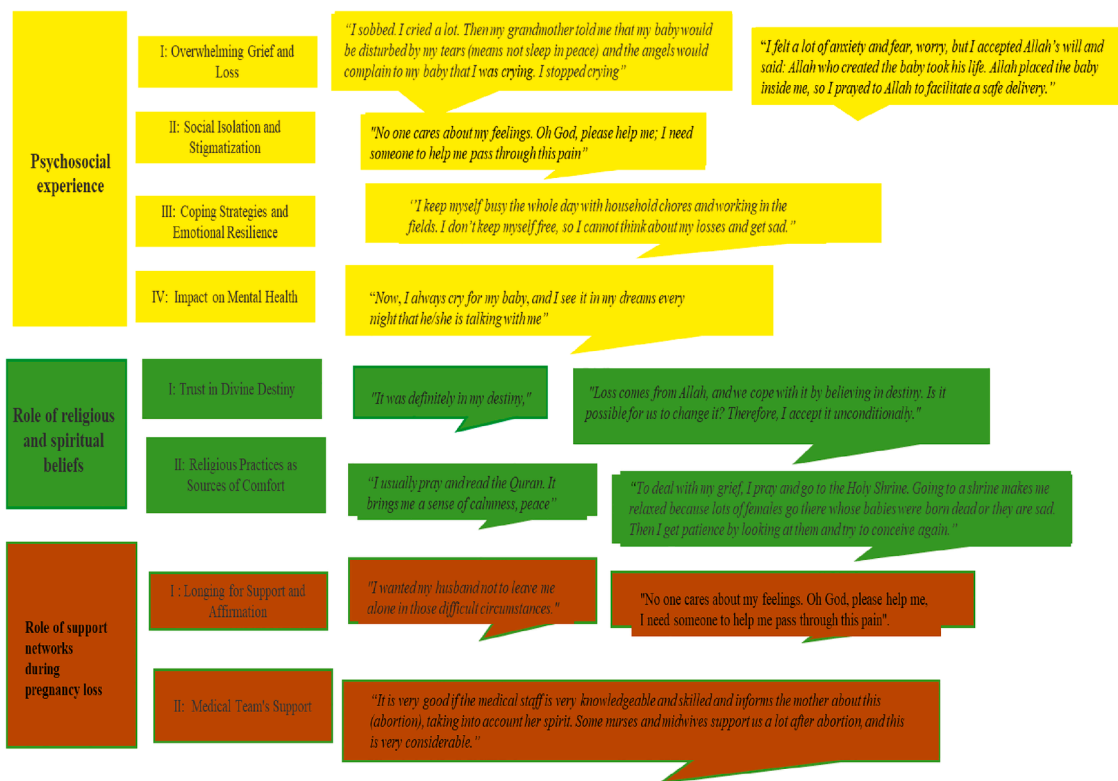 Psychosocial
experience
I: Overwhelming Grief and
Loss
“I sobbed. I cried a lot. Then my grandmother told me that my baby would
be disturbed by my tears (means not sleep in peace) and the angels would
complain to my baby that I was crying. I stopped crying”
“I felt a lot of anxiety and fear, worry, but I accepted Allah’s will and
said: Allah who created the baby took his life. Allah placed the baby
inside me, so I prayed to Allah to facilitate a safe delivery.”
II: Social Isolation and
Stigmatization
"No one cares about my feelings. Oh God, please help me; I need
someone to help me pass through this pain”
III: Coping Strategies and
Emotional Resilience
‘’I keep myself busy the whole day with household chores and working in the
fields. I don’t keep myself free, so I cannot think about my losses and get sad.”
IV: Impact on Mental Health
“Now, I always cry for my baby, and I see it in my dreams every
night that he/she is talking with me”
Role of religious
and spiritual
beliefs
I: Trust in Divine Destiny
"It was definitely in my destiny,"
"Loss comes from Allah, and we cope with it by believing in destiny. Is it
possible for us to change it? Therefore, I accept it unconditionally."
II: Religious Practices as
Sources of Comfort
“I usually pray and read the Quran. It
brings me a sense of calmness, peace”
“To deal with my grief, I pray and go to the Holy Shrine. Going to a shrine makes me
relaxed because lots of females go there whose babies were born dead or they are sad.
Then I get patience by looking at them and try to conceive again.”
Role of support
networks
during
pregnancy loss
I : Longing for Support and
Affirmation
"I wanted my husband not to leave me
alone in those difficult circumstances."
"No one cares about my feelings. Oh God, please help me,
I need someone to help me pass through this pain".
II: Medical Team's Support
“It is very good if the medical staff is very knowledgeable and skilled and informs the mother about this
(abortion), taking into account her spirit. Some nurses and midwives support us a lot after abortion, and this
is very considerable.”